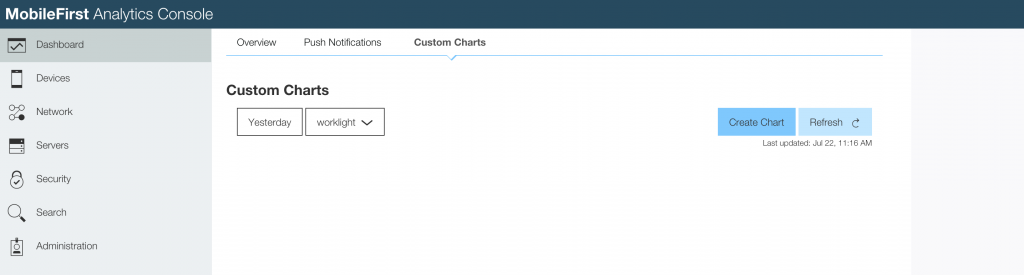 MobileFirst Analytics Console
Dashboard
Devices
Network
Servers
Security
Search
Administration
Overview Push Notifications Custom Charts
Custom Charts
Yesterday worklight Create Chart Refresh
Last updated: Jul 22, 11:16 AM